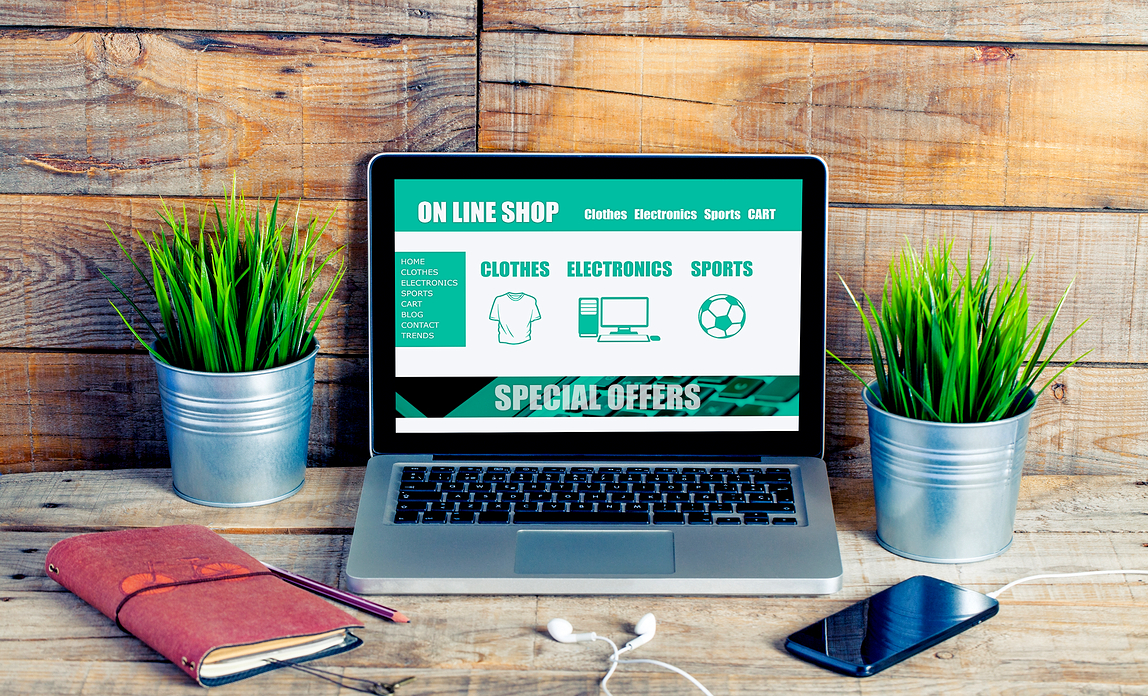 ON LINE SHOP
Clothes Electronics Sports CART
HOME
CLOTHES
ELECTRONICS
SPORTS
CART
BLOG
CONTACT
TRENDS
CLOTHES ELECTRONICS SPORTS
SPECIAL OFFERS